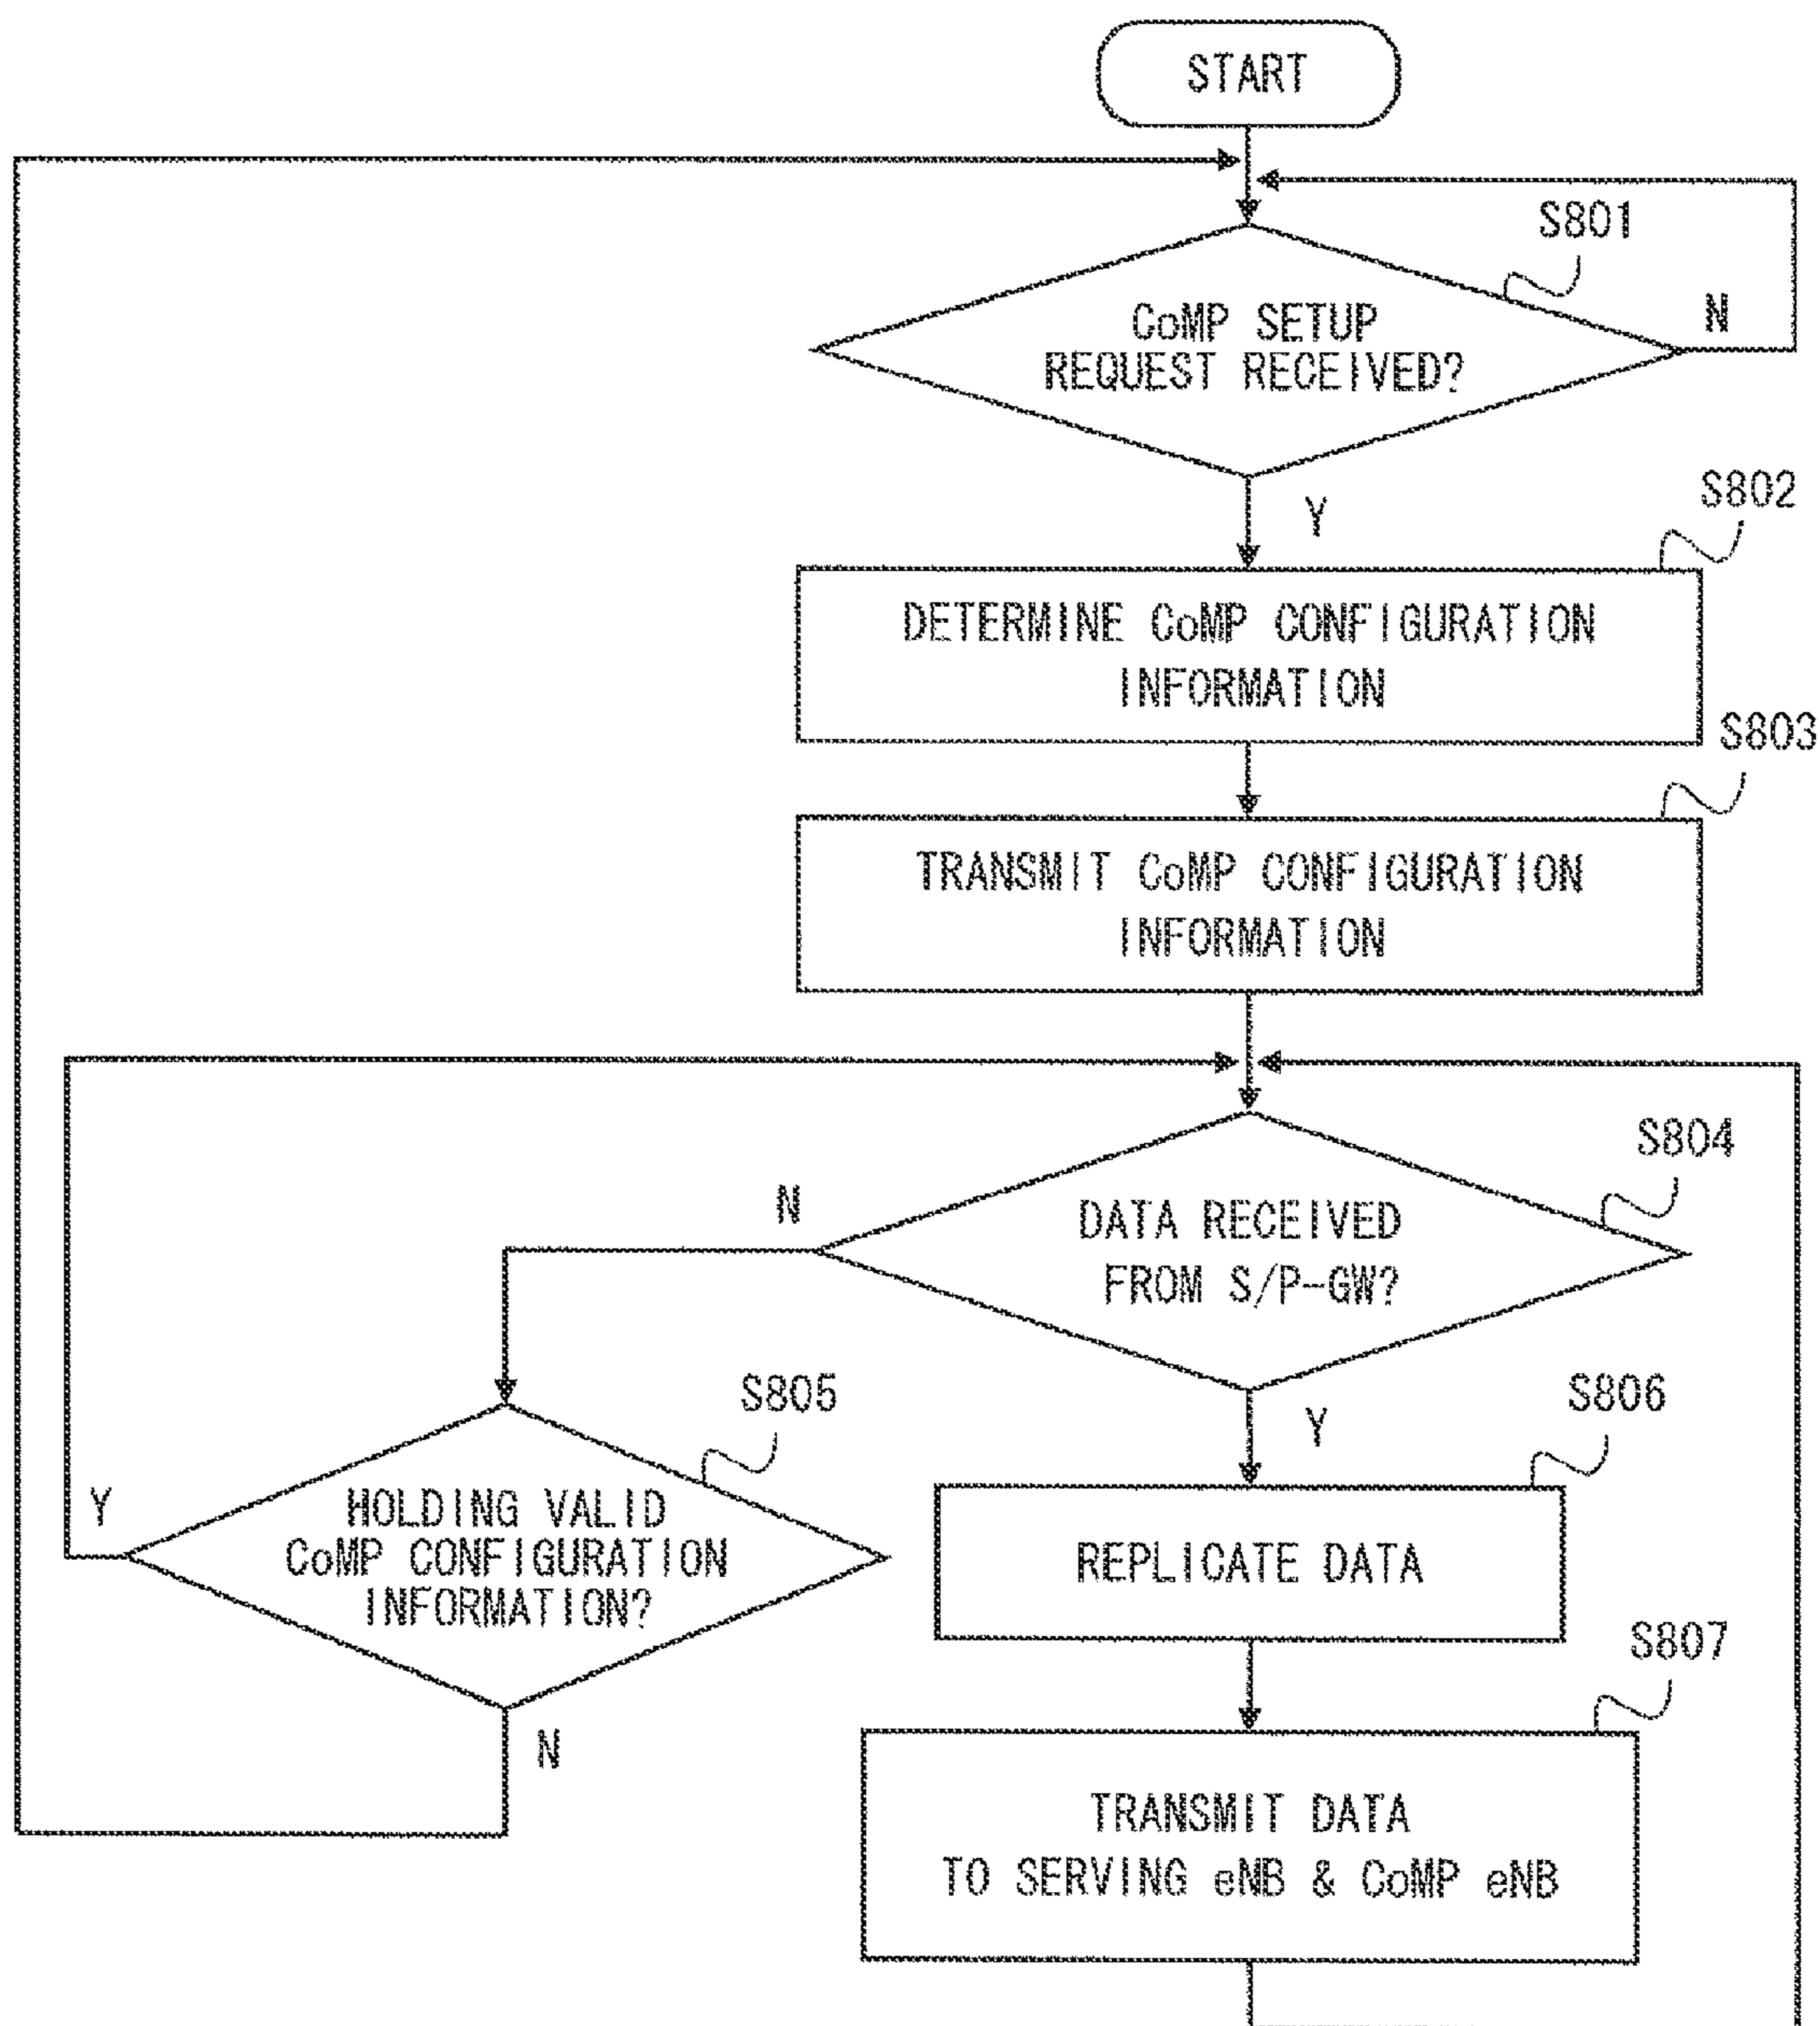 START
S801
CoMP SETUP
REQUEST RECEIVED?
N
Y
S802
DETERMINE CoMP CONFIGURATION
INFORMATION
S803
TRANSMIT CoMP CONFIGURATION
INFORMATION
S804
DATA RECEIVED
FROM S/P-GW?
N
Y
S805
HOLDING VALID
CoMP CONFIGURATION
INFORMATION?
Y
N
S806
REPLICATE DATA
S807
TRANSMIT DATA
TO SERVING eNB & CoMP eNB